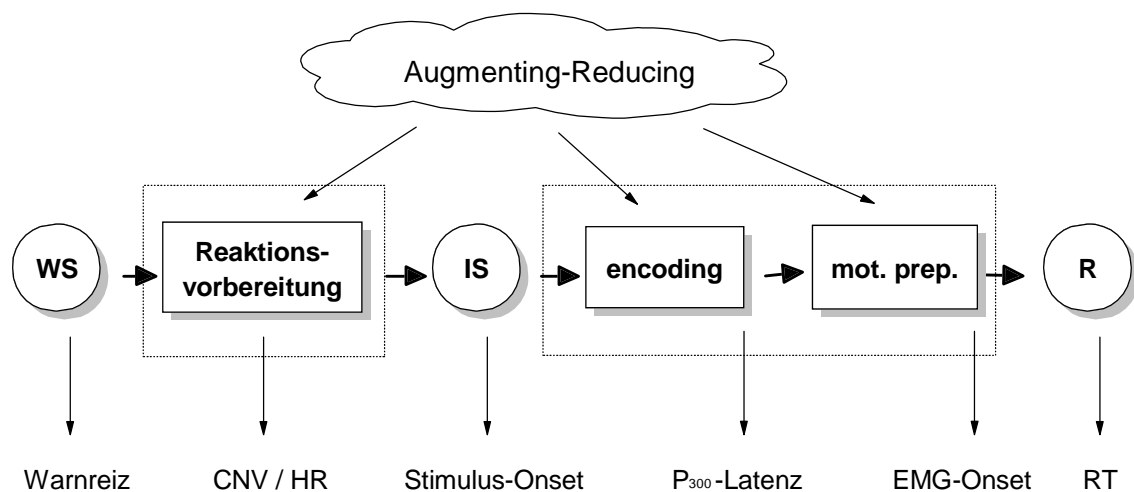 Augmenting-Reducing
WS
Reaktions-
vorbereitung
IS
encoding
mot. prep.
R
Warnreiz
CNV / HR
Stimulus-Onset
P300-Latenz
EMG-Onset
RT